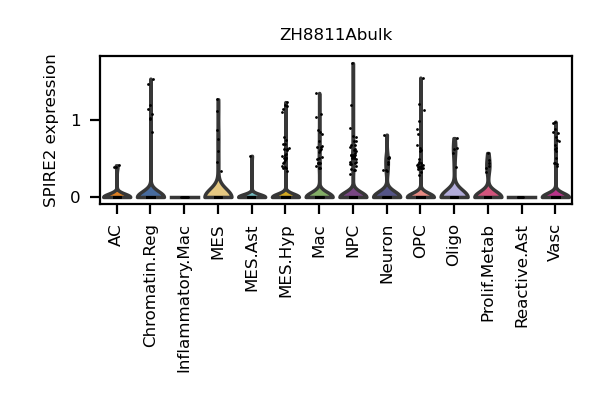 ZH8811Abulk
SPIRE2 expression
1
0
AC
Chromatin.Reg
Inflammatory.Mac
MES
MES.Ast
MES.Hyp
Mac
NPC
Neuron
OPC
Oligo
Prolif.Metab
Reactive.Ast
Vasc